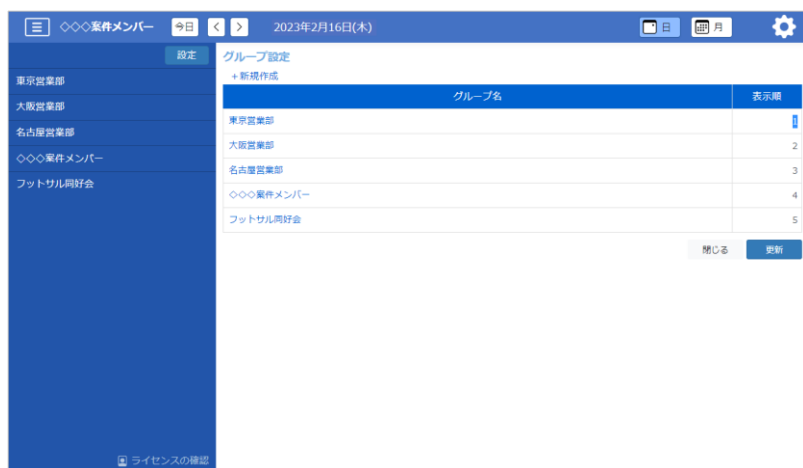 ◇◇◇案件メンバー 今日 < > 2023年2月16日(木) 日 月
設定
東京営業部
大阪営業部
名古屋営業部
◇◇◇案件メンバー
フットサル同好会
ライセンスの確認
グループ設定
+新規作成
グループ名 表示順
東京営業部 1
大阪営業部 2
名古屋営業部 3
◇◇◇案件メンバー 4
フットサル同好会 5
閉じる 更新